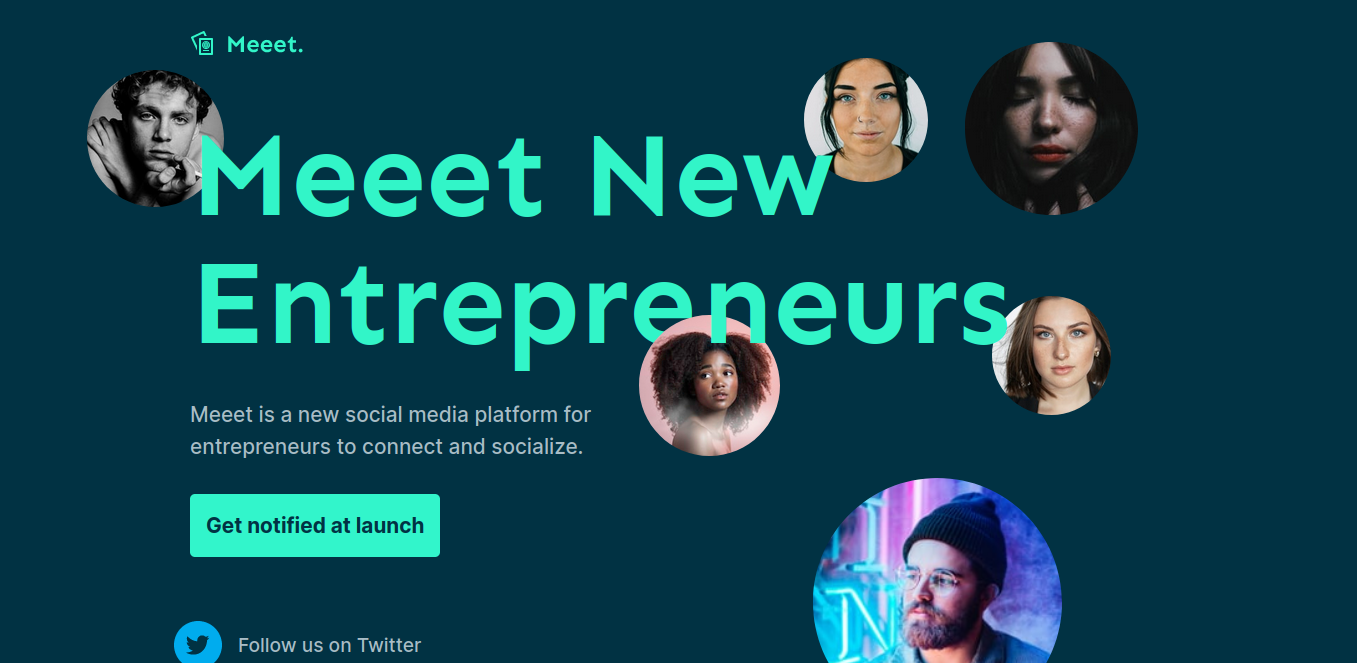 Meeet.
Meeet New
Entrepreneurs
Meeet is a new social media platform for
entrepreneurs to connect and socialize.
Get notified at launch
Follow us on Twitter